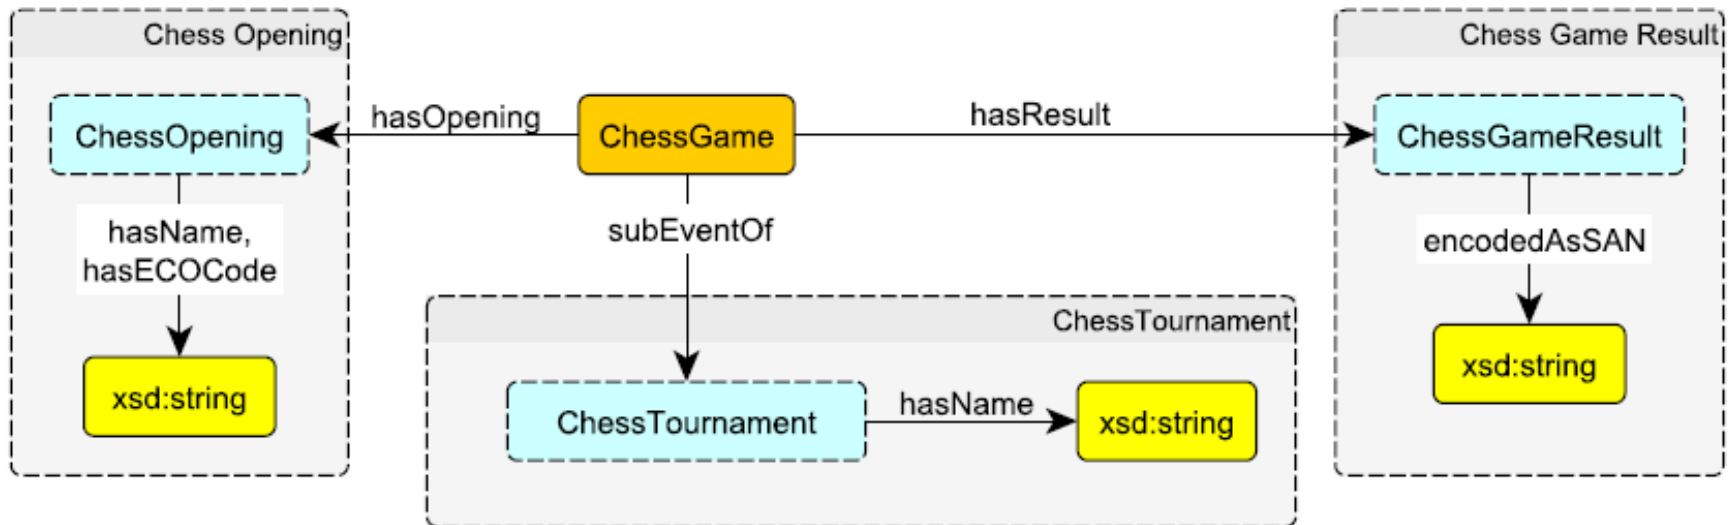 Chess Opening
Chess Game Result
ChessOpening
hasOpening
ChessGame
hasResult
ChessGameResult
hasName,
hasECOCode
subEventOf
encodedAsSAN
xsd:string
ChessTournament
xsd:string
ChessTournament
hasName
xsd:string